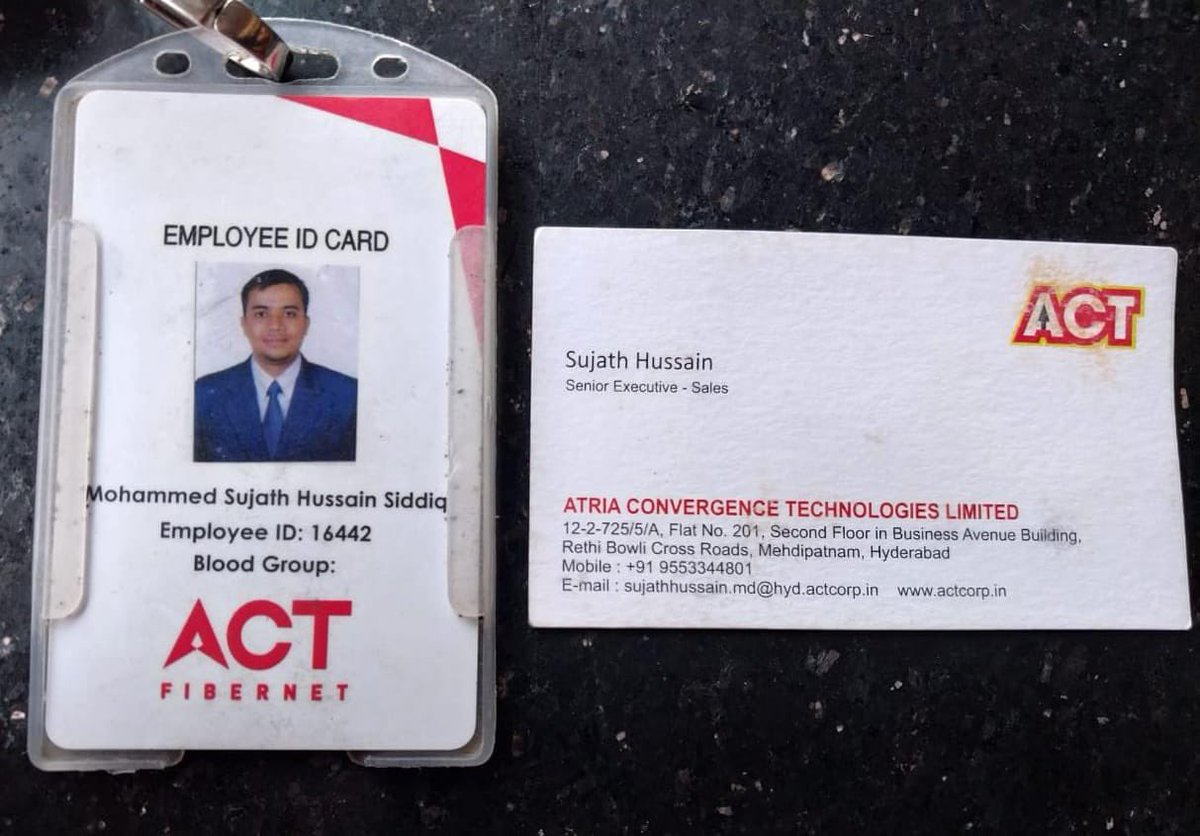 EMPLOYEE ID CARD
Mohammed Sujath Hussain Siddiq
Employee ID: 16442
Blood Group:
ACT
FIBERNET
ACT
Sujath Hussain
Senior Executive - Sales
ATRIA CONVERGENCE TECHNOLOGIES LIMITED
12-2-725/5/A, Flat No. 201, Second Floor in Business Avenue Building,
Rethi Bowli Cross Roads, Mehdipatnam, Hyderabad
Mobile : +91 9553344801
E-mail : sujathhussain.md@hyd.actcorp.in www.actcorp.in